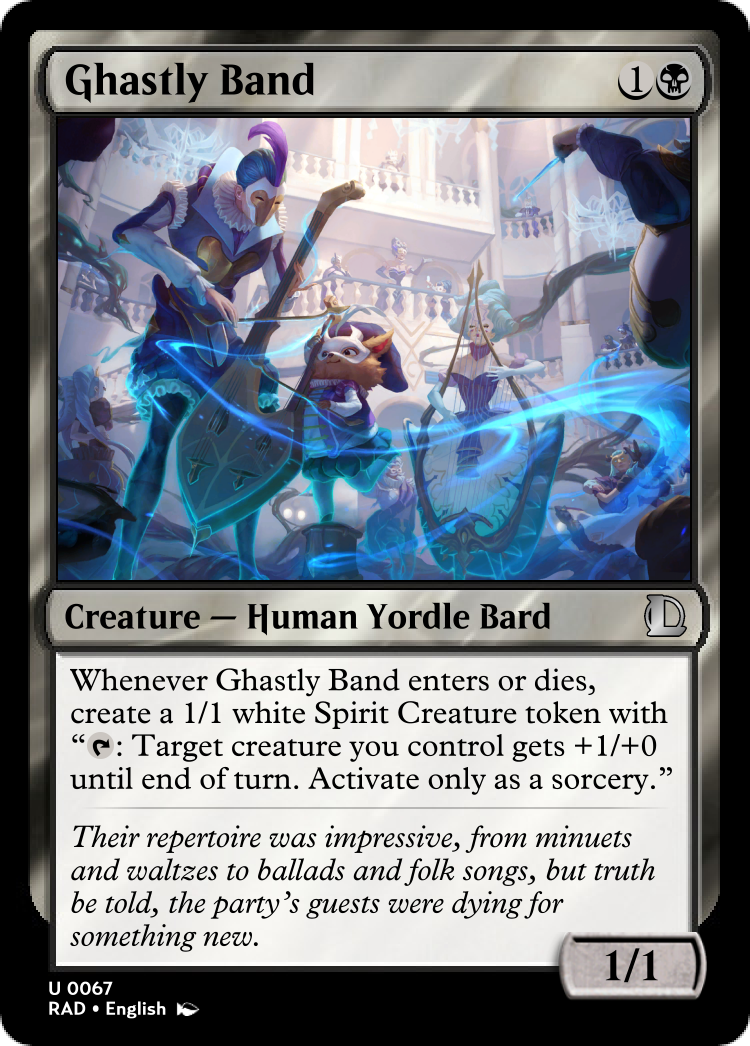 Ghastly Band 1
Creature — Human Yordle Bard
Whenever Ghastly Band enters or dies,
create a 1/1 white Spirit Creature token with
“: Target creature you control gets +1/+0
until end of turn. Activate only as a sorcery.”
Their repertoire was impressive, from minuets
and waltzes to ballads and folk songs, but truth
be told, the party’s guests were dying for
something new.
1/1
U 0067
RAD • English